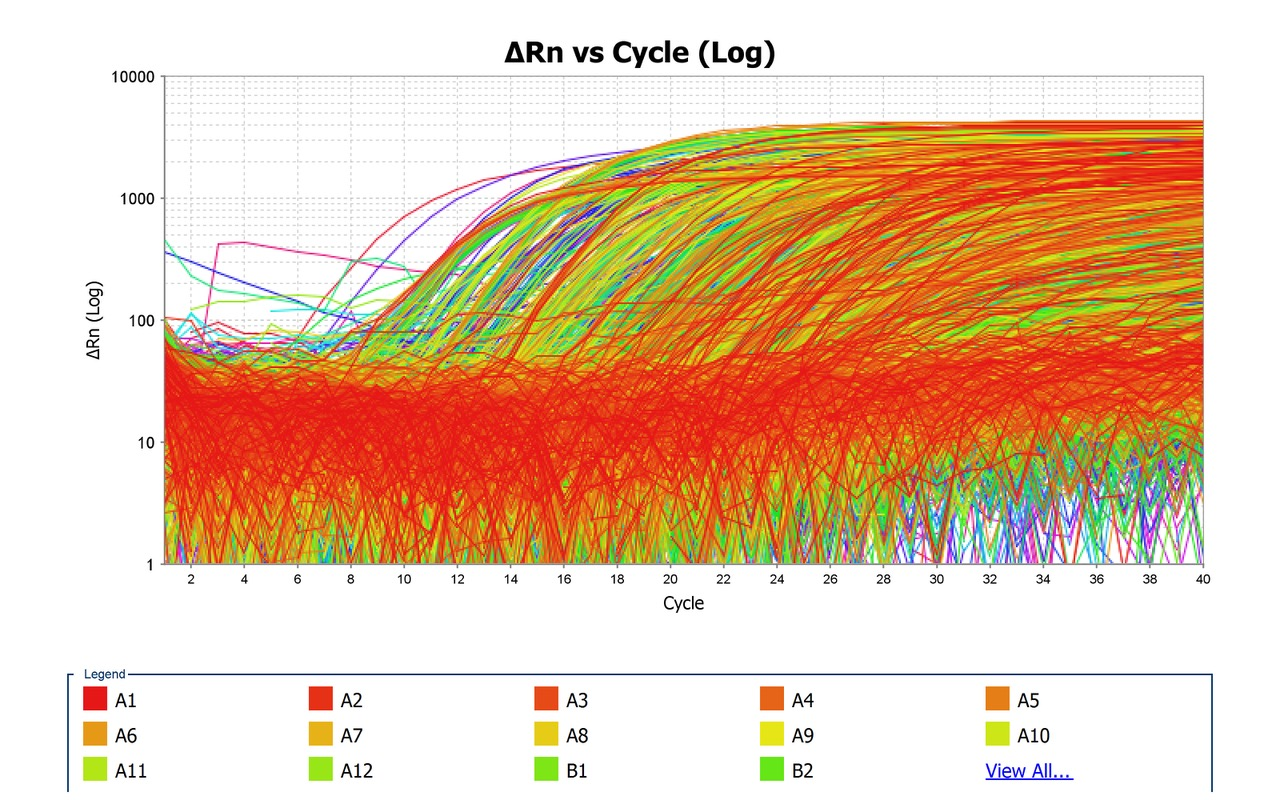 ΔRn vs Cycle (Log)
10000
1000
100
10
1
ΔRn (Log)
2 4 6 8 10 12 14 16 18 20 22 24 26 28 30 32 34 36 38 40
Cycle
Legend
A1 A2 A3 A4 A5
A6 A7 A8 A9 A10
A11 A12 B1 B2 View All...